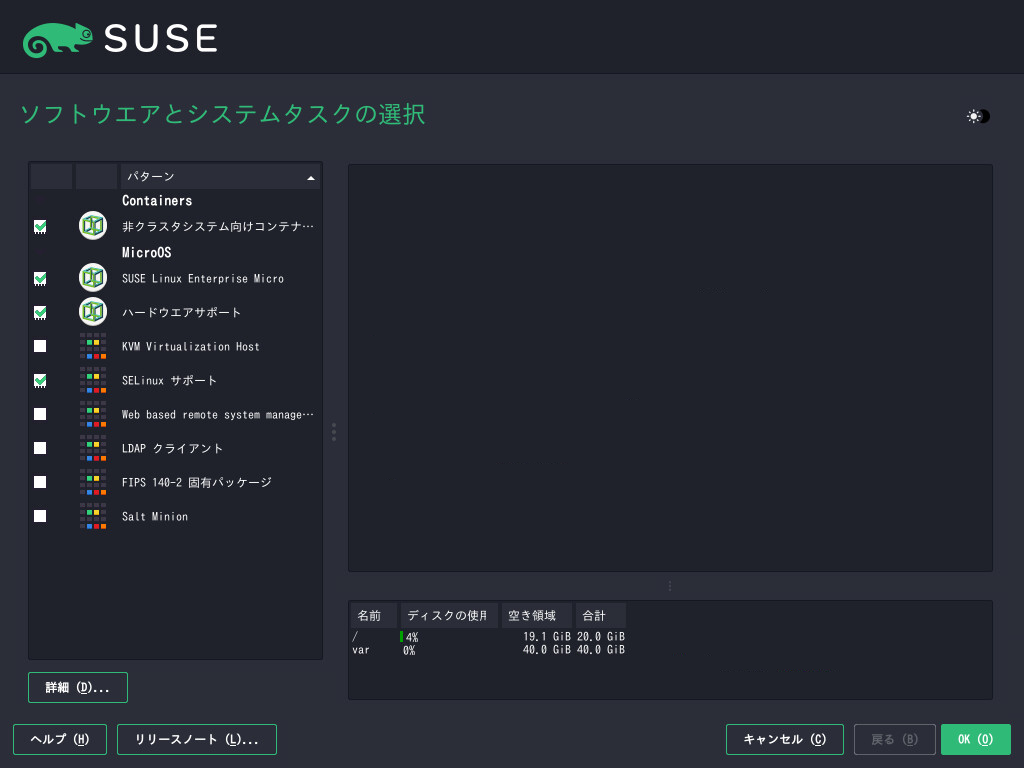 SUSE
ソフトウエアとシステムタスクの選択
パターン
Containers
非クラスタシステム向けコンテナ…
MicroOS
SUSE Linux Enterprise Micro
ハードウエアサポート
KVM Virtualization Host
SELinux サポート
Web based remote system manage…
LDAP クライアント
FIPS 140-2 固有パッケージ
Salt Minion
名前 ディスクの使用 空き領域 合計
/ 4% 19.1 GiB 20.0 GiB
var 0% 40.0 GiB 40.0 GiB
詳細 (D)...
ヘルプ (H) リリースノート (L)... キャンセル (C) 戻る (B) OK (O)